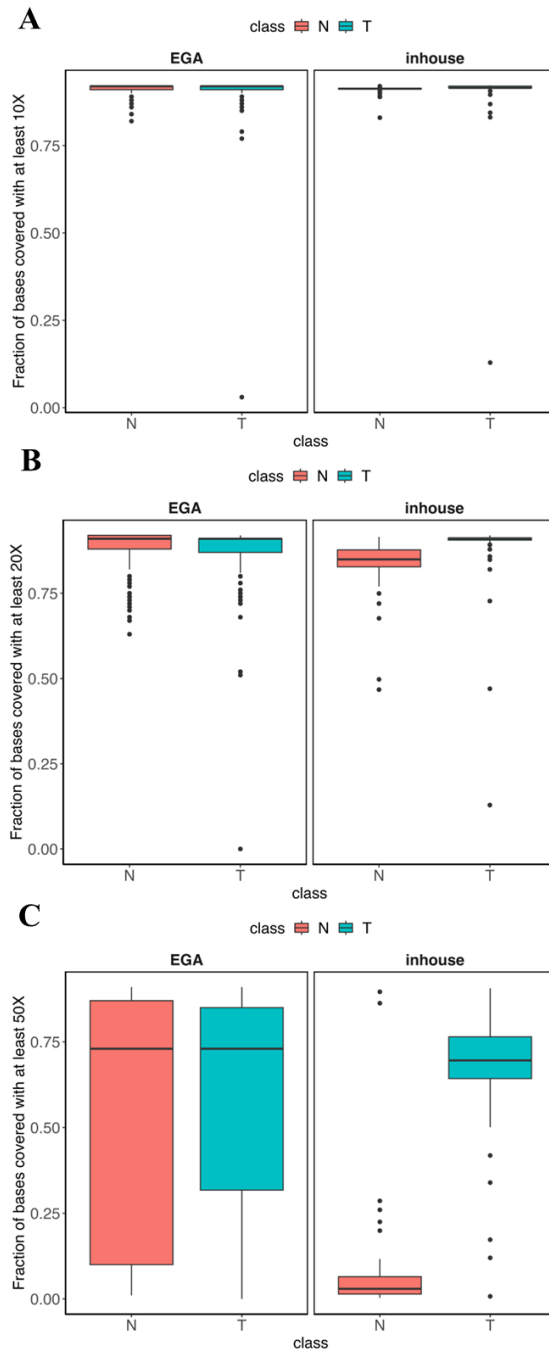 A
class N T
EGA inhouse
Fraction of bases covered with at least 10X
0.75
0.50
0.25
0.00
N T N T
class
B
class N T
EGA inhouse
Fraction of bases covered with at least 20X
0.75
0.50
0.25
0.00
N T N T
class
C
class N T
EGA inhouse
Fraction of bases covered with at least 50X
0.75
0.50
0.25
0.00
N T N T
class